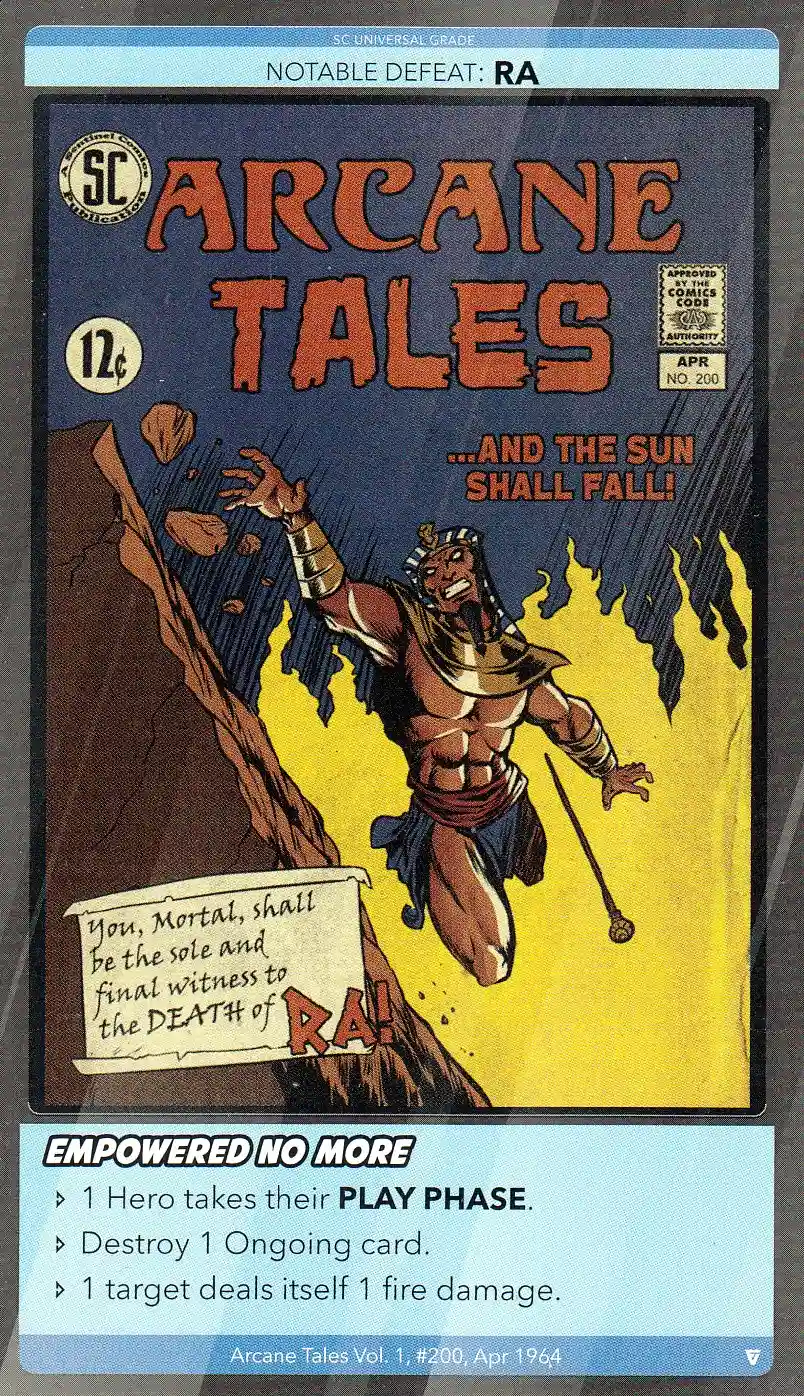 SC UNIVERSAL GRADE
NOTABLE DEFEAT: RA
A Sentinel Comics
SC
Publication
ARCANE
TALES
12¢
APPROVED
BY THE
COMICS
CODE
CA
AUTHORITY
APR
NO. 200
...AND THE SUN
SHALL FALL!
You, Mortal, shall
be the sole and
final witness to
the DEATH of RA!
EMPOWERED NO MORE
▹ 1 Hero takes their PLAY PHASE.
▹ Destroy 1 Ongoing card.
▹ 1 target deals itself 1 fire damage.
Arcane Tales Vol. 1, #200, Apr 1964